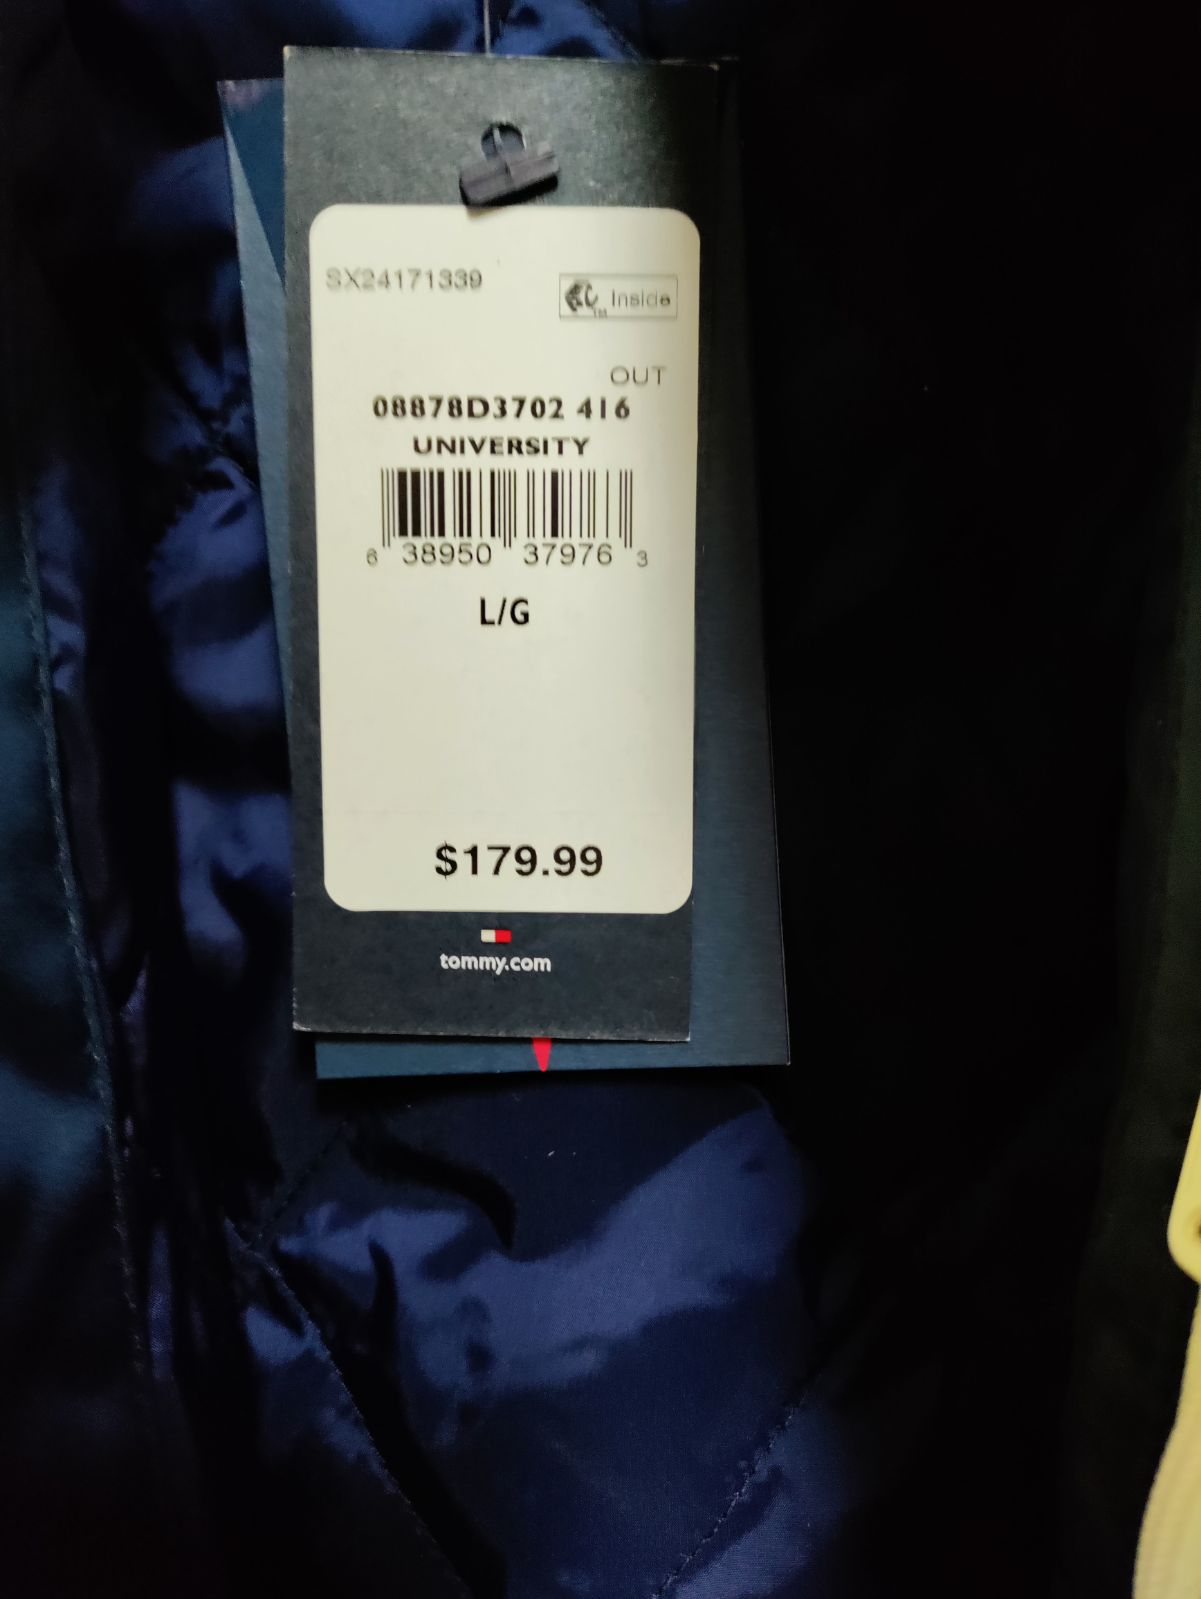 SX24171339
Inside
OUT
08878D3702 416
UNIVERSITY
6 38950 37976 3
L/G
$179.99
tommy.com